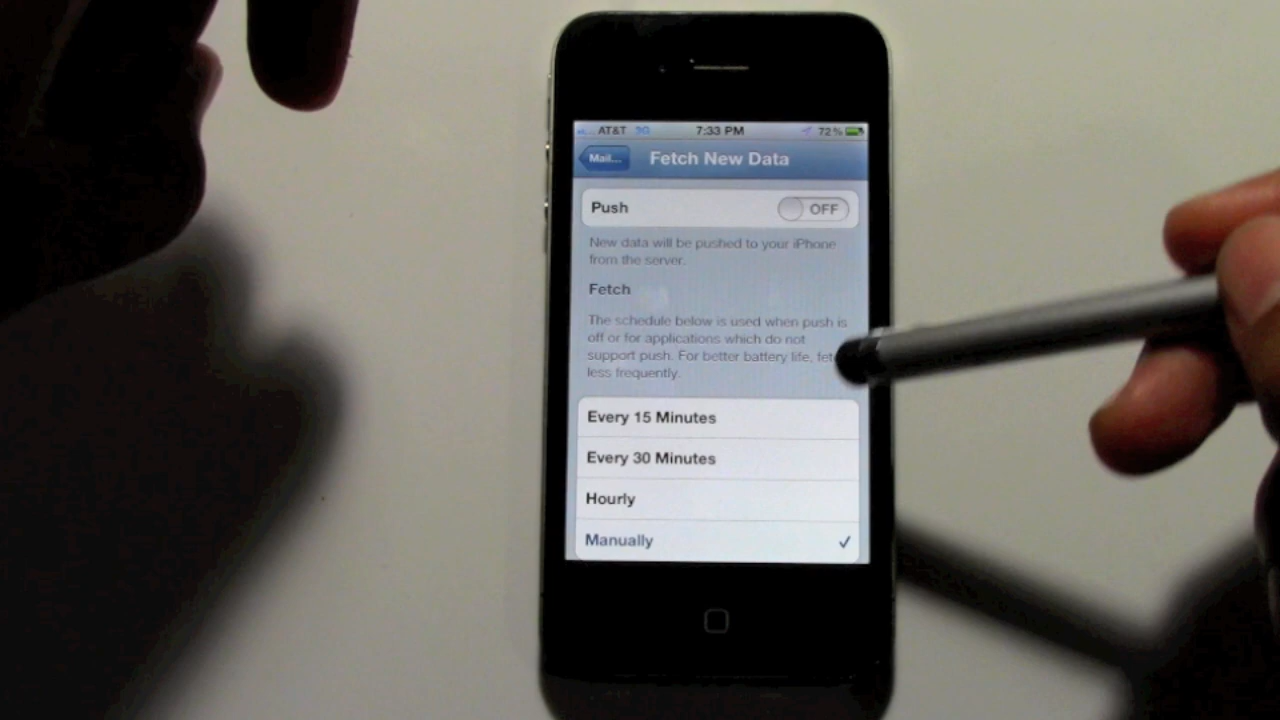 AT&T 3G 7:33 PM 72%
Mail... Fetch New Data
Push OFF
New data will be pushed to your iPhone
from the server.
Fetch
The schedule below is used when push is
off or for applications which do not
support push. For better battery life, fet
less frequently.
Every 15 Minutes
Every 30 Minutes
Hourly
Manually